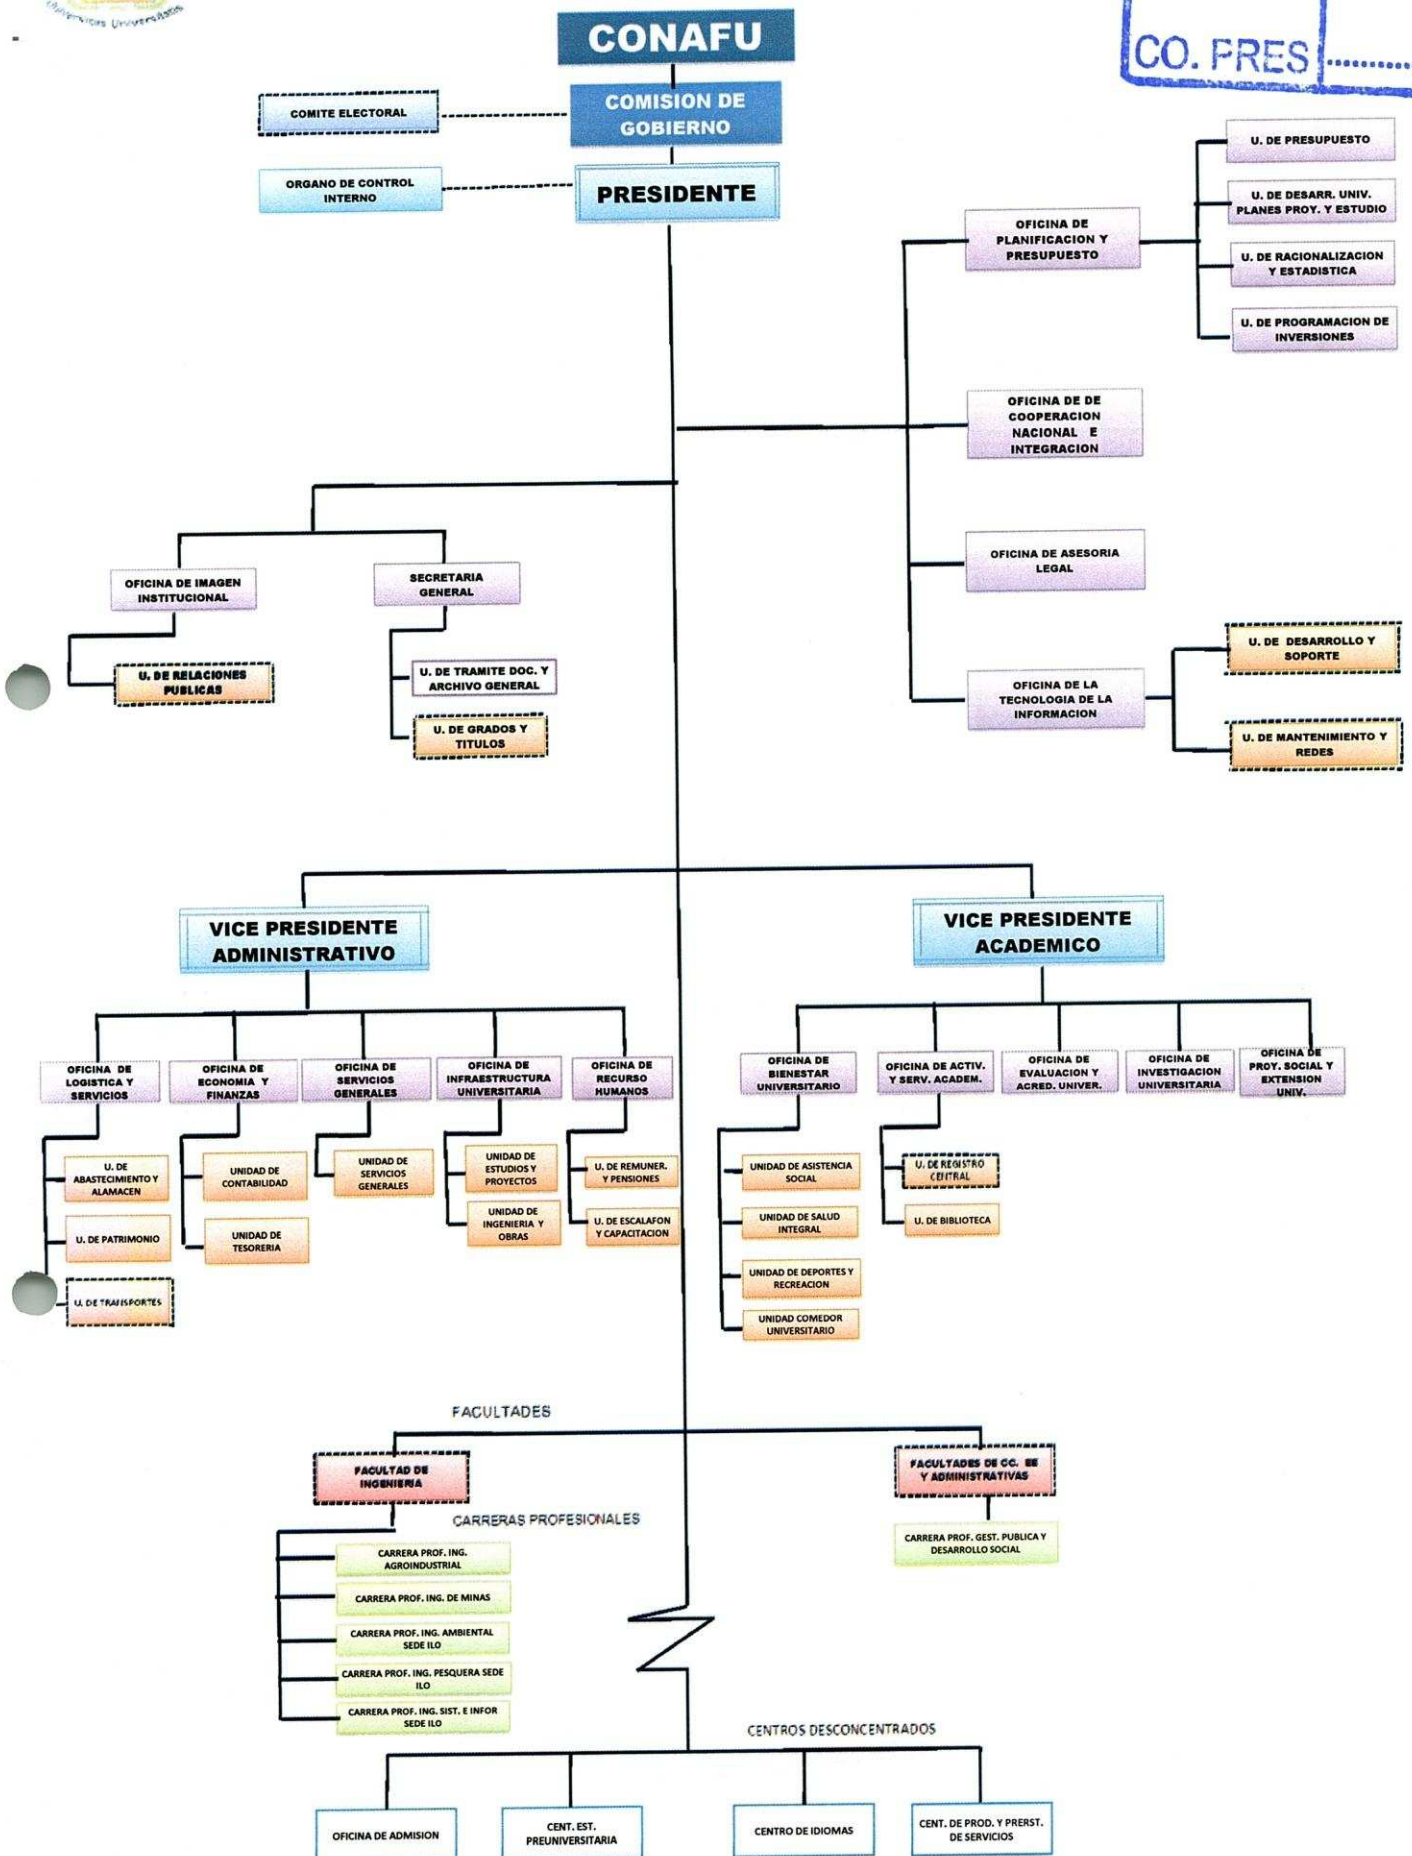 CONAFU
CO. PRES
COMITE ELECTORAL
COMISION DE
GOBIERNO
ORGANO DE CONTROL
INTERNO
PRESIDENTE
OFICINA DE
PLANIFICACION Y
PRESUPUESTO
U. DE PRESUPUESTO
U. DE DESARR. UNIV.
PLANES PROY. Y ESTUDIO
U. DE RACIONALIZACION
Y ESTADISTICA
U. DE PROGRAMACION DE
INVERSIONES
OFICINA DE DE
COOPERACION
NACIONAL E
INTEGRACION
OFICINA DE ASESORIA
LEGAL
OFICINA DE LA
TECNOLOGIA DE LA
INFORMACION
U. DE DESARROLLO Y
SOPORTE
U. DE MANTENIMIENTO Y
REDES
OFICINA DE IMAGEN
INSTITUCIONAL
U. DE RELACIONES
PUBLICAS
SECRETARIA
GENERAL
U. DE TRAMITE DOC. Y
ARCHIVO GENERAL
U. DE GRADOS Y
TITULOS
VICE PRESIDENTE
ADMINISTRATIVO
OFICINA DE
LOGISTICA Y
SERVICIOS
U. DE
ABASTECIMIENTO Y
ALAMACEN
U. DE PATRIMONIO
U. DE TRANSPORTES
OFICINA DE
ECONOMIA Y
FINANZAS
UNIDAD DE
CONTABILIDAD
UNIDAD DE
TESORERIA
OFICINA DE
SERVICIOS
GENERALES
UNIDAD DE
SERVICIOS
GENERALES
OFICINA DE
INFRAESTRUCTURA
UNIVERSITARIA
UNIDAD DE
ESTUDIOS Y
PROYECTOS
UNIDAD DE
INGENIERIA Y
OBRAS
OFICINA DE
RECURSO
HUMANOS
U. DE REMUNER.
Y PENSIONES
U. DE ESCALAFON
Y CAPACITACION
VICE PRESIDENTE
ACADEMICO
OFICINA DE
BIENESTAR
UNIVERSITARIO
UNIDAD DE ASISTENCIA
SOCIAL
UNIDAD DE SALUD
INTEGRAL
UNIDAD DE DEPORTES Y
RECREACION
UNIDAD COMEDOR
UNIVERSITARIO
OFICINA DE ACTIV.
Y SERV. ACADEM.
U. DE REGISTRO
CENTRAL
U. DE BIBLIOTECA
OFICINA DE
EVALUACION Y
ACRED. UNIVER.
OFICINA DE
INVESTIGACION
UNIVERSITARIA
OFICINA DE
PROY. SOCIAL Y
EXTENSION
UNIV.
FACULTADES
FACULTAD DE
INGENIERIA
CARRERAS PROFESIONALES
CARRERA PROF. ING.
AGROINDUSTRIAL
CARRERA PROF. ING. DE MINAS
CARRERA PROF. ING. AMBIENTAL
SEDE ILO
CARRERA PROF. ING. PESQUERA SEDE
ILO
CARRERA PROF. ING. SIST. E INFOR
SEDE ILO
FACULTADES DE CC. EE
Y ADMINISTRATIVAS
CARRERA PROF. GEST. PUBLICA Y
DESARROLLO SOCIAL
CENTROS DESCONCENTRADOS
OFICINA DE ADMISION
CENT. EST.
PREUNIVERSITARIA
CENTRO DE IDIOMAS
CENT. DE PROD. Y PRERST.
DE SERVICIOS